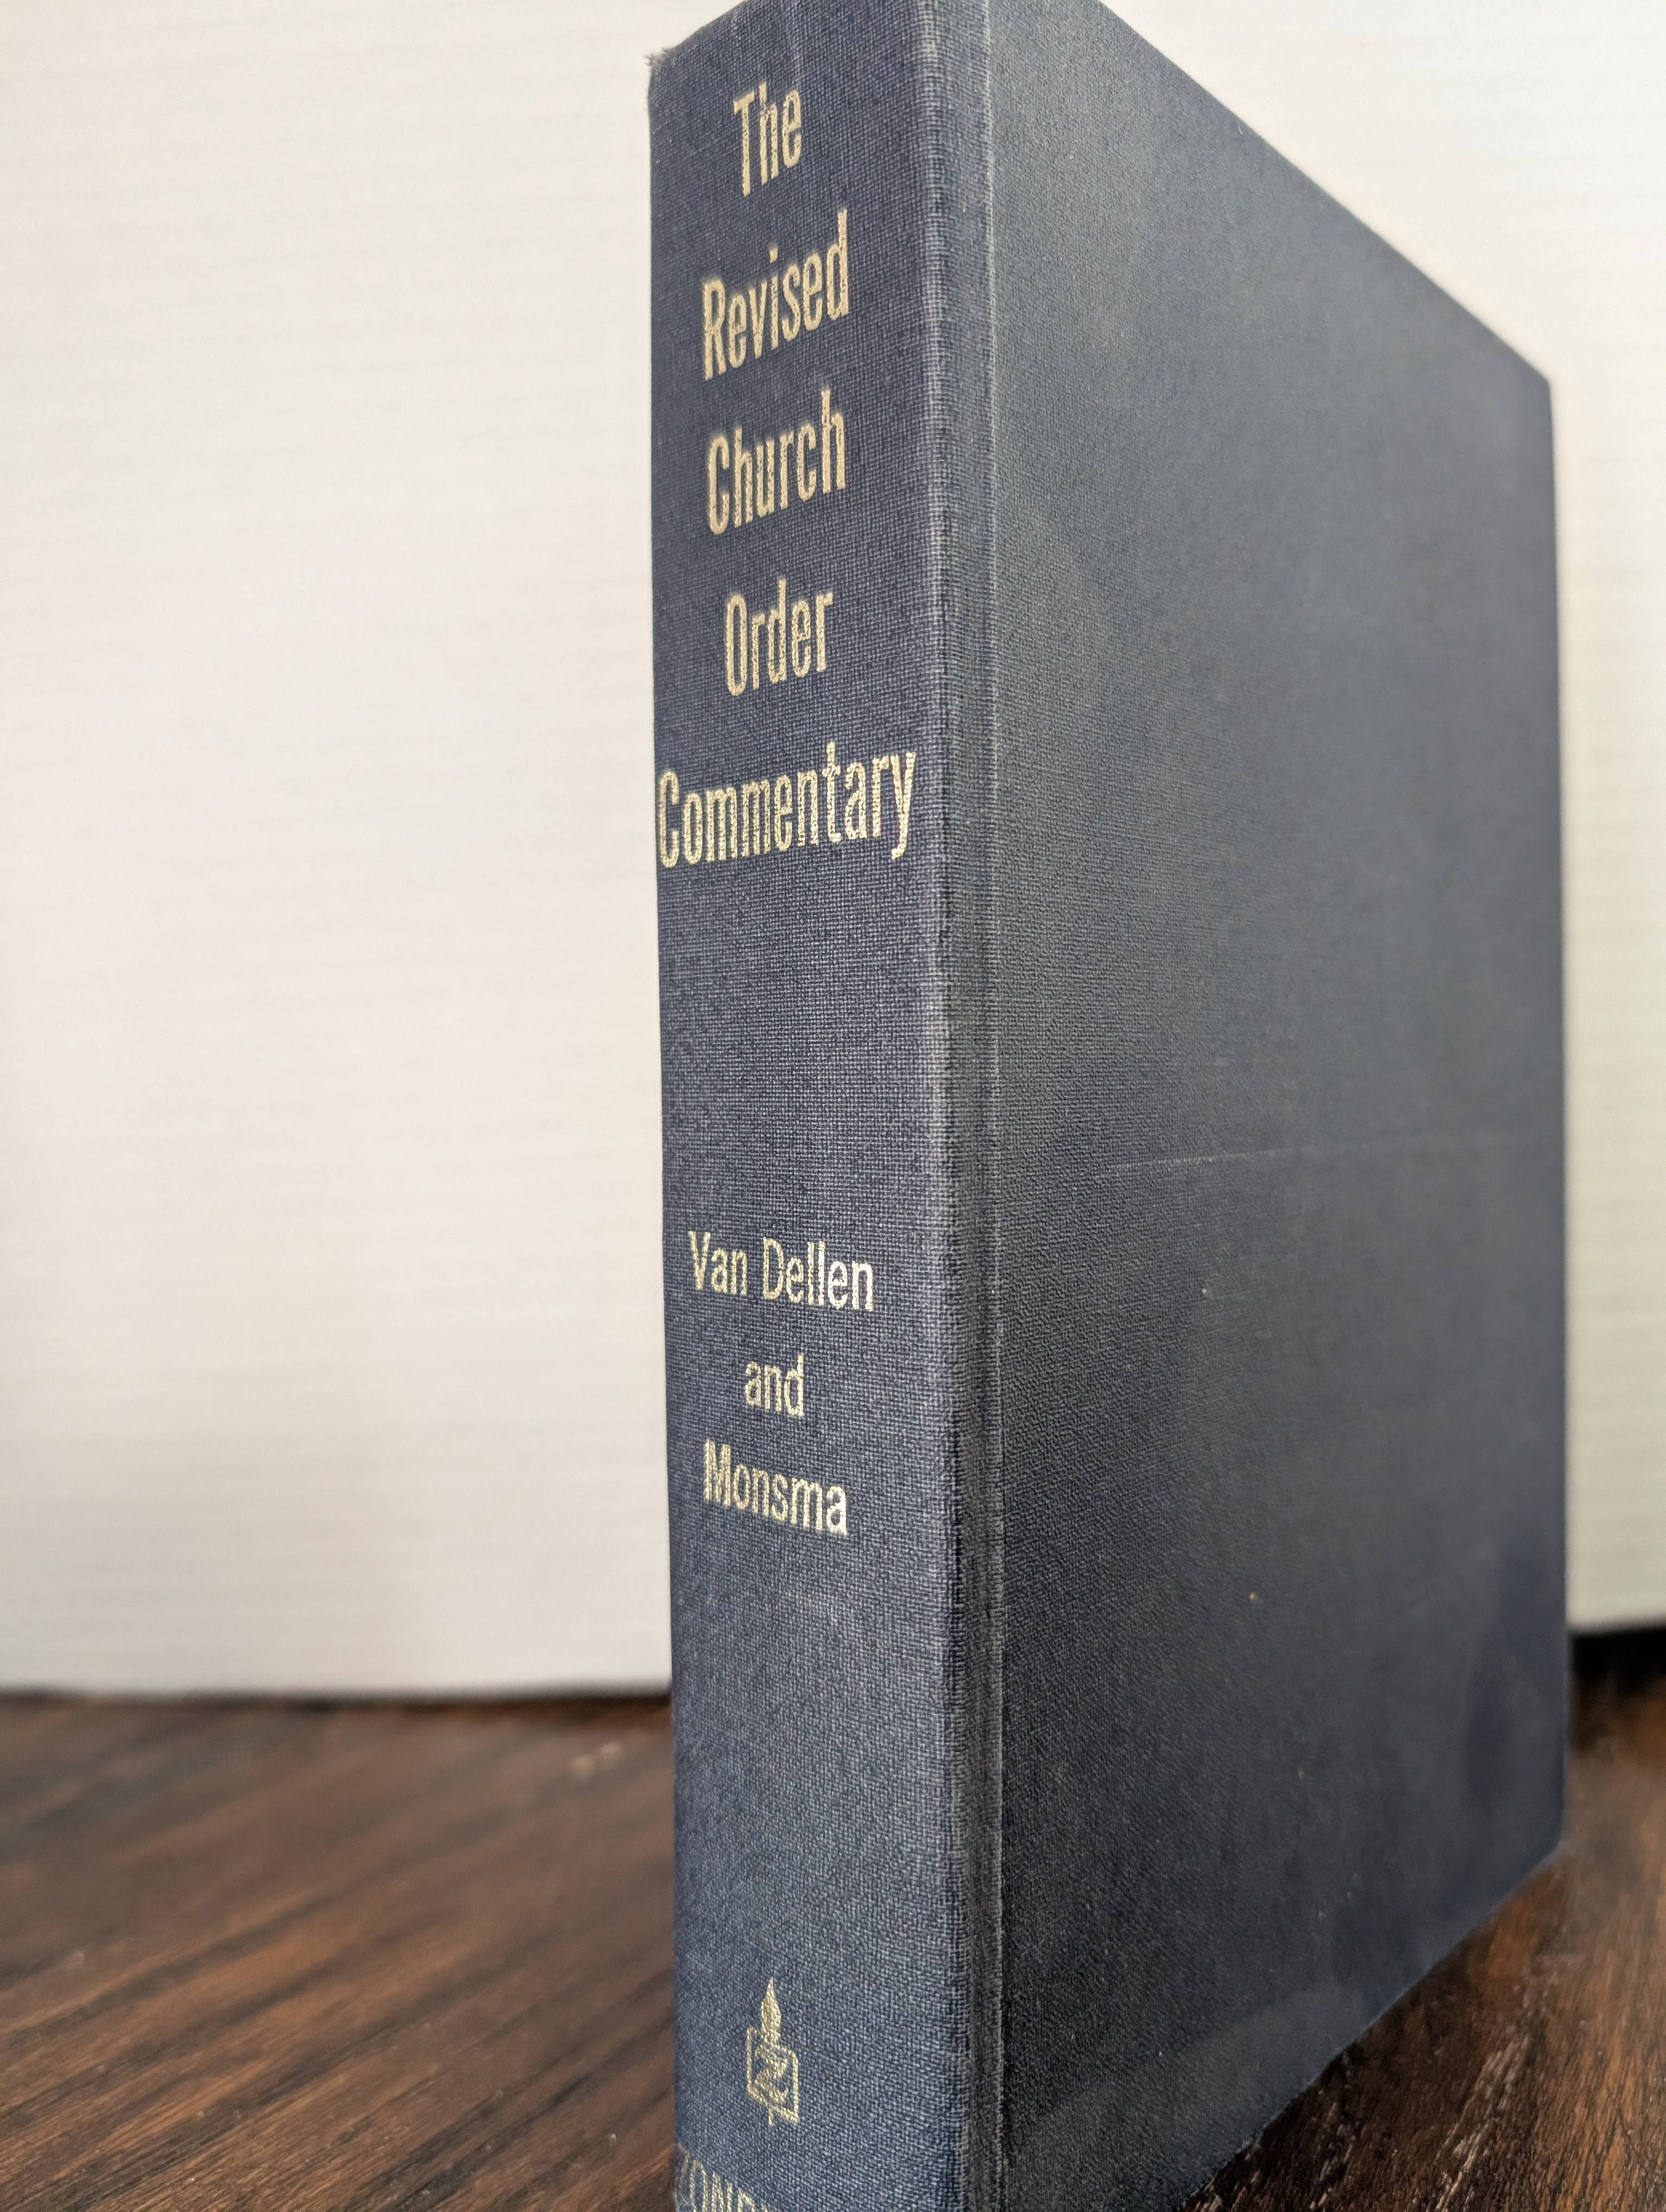 The
Revised
Church
Order
Commentary
Van Dellen
and
Monsma
Z